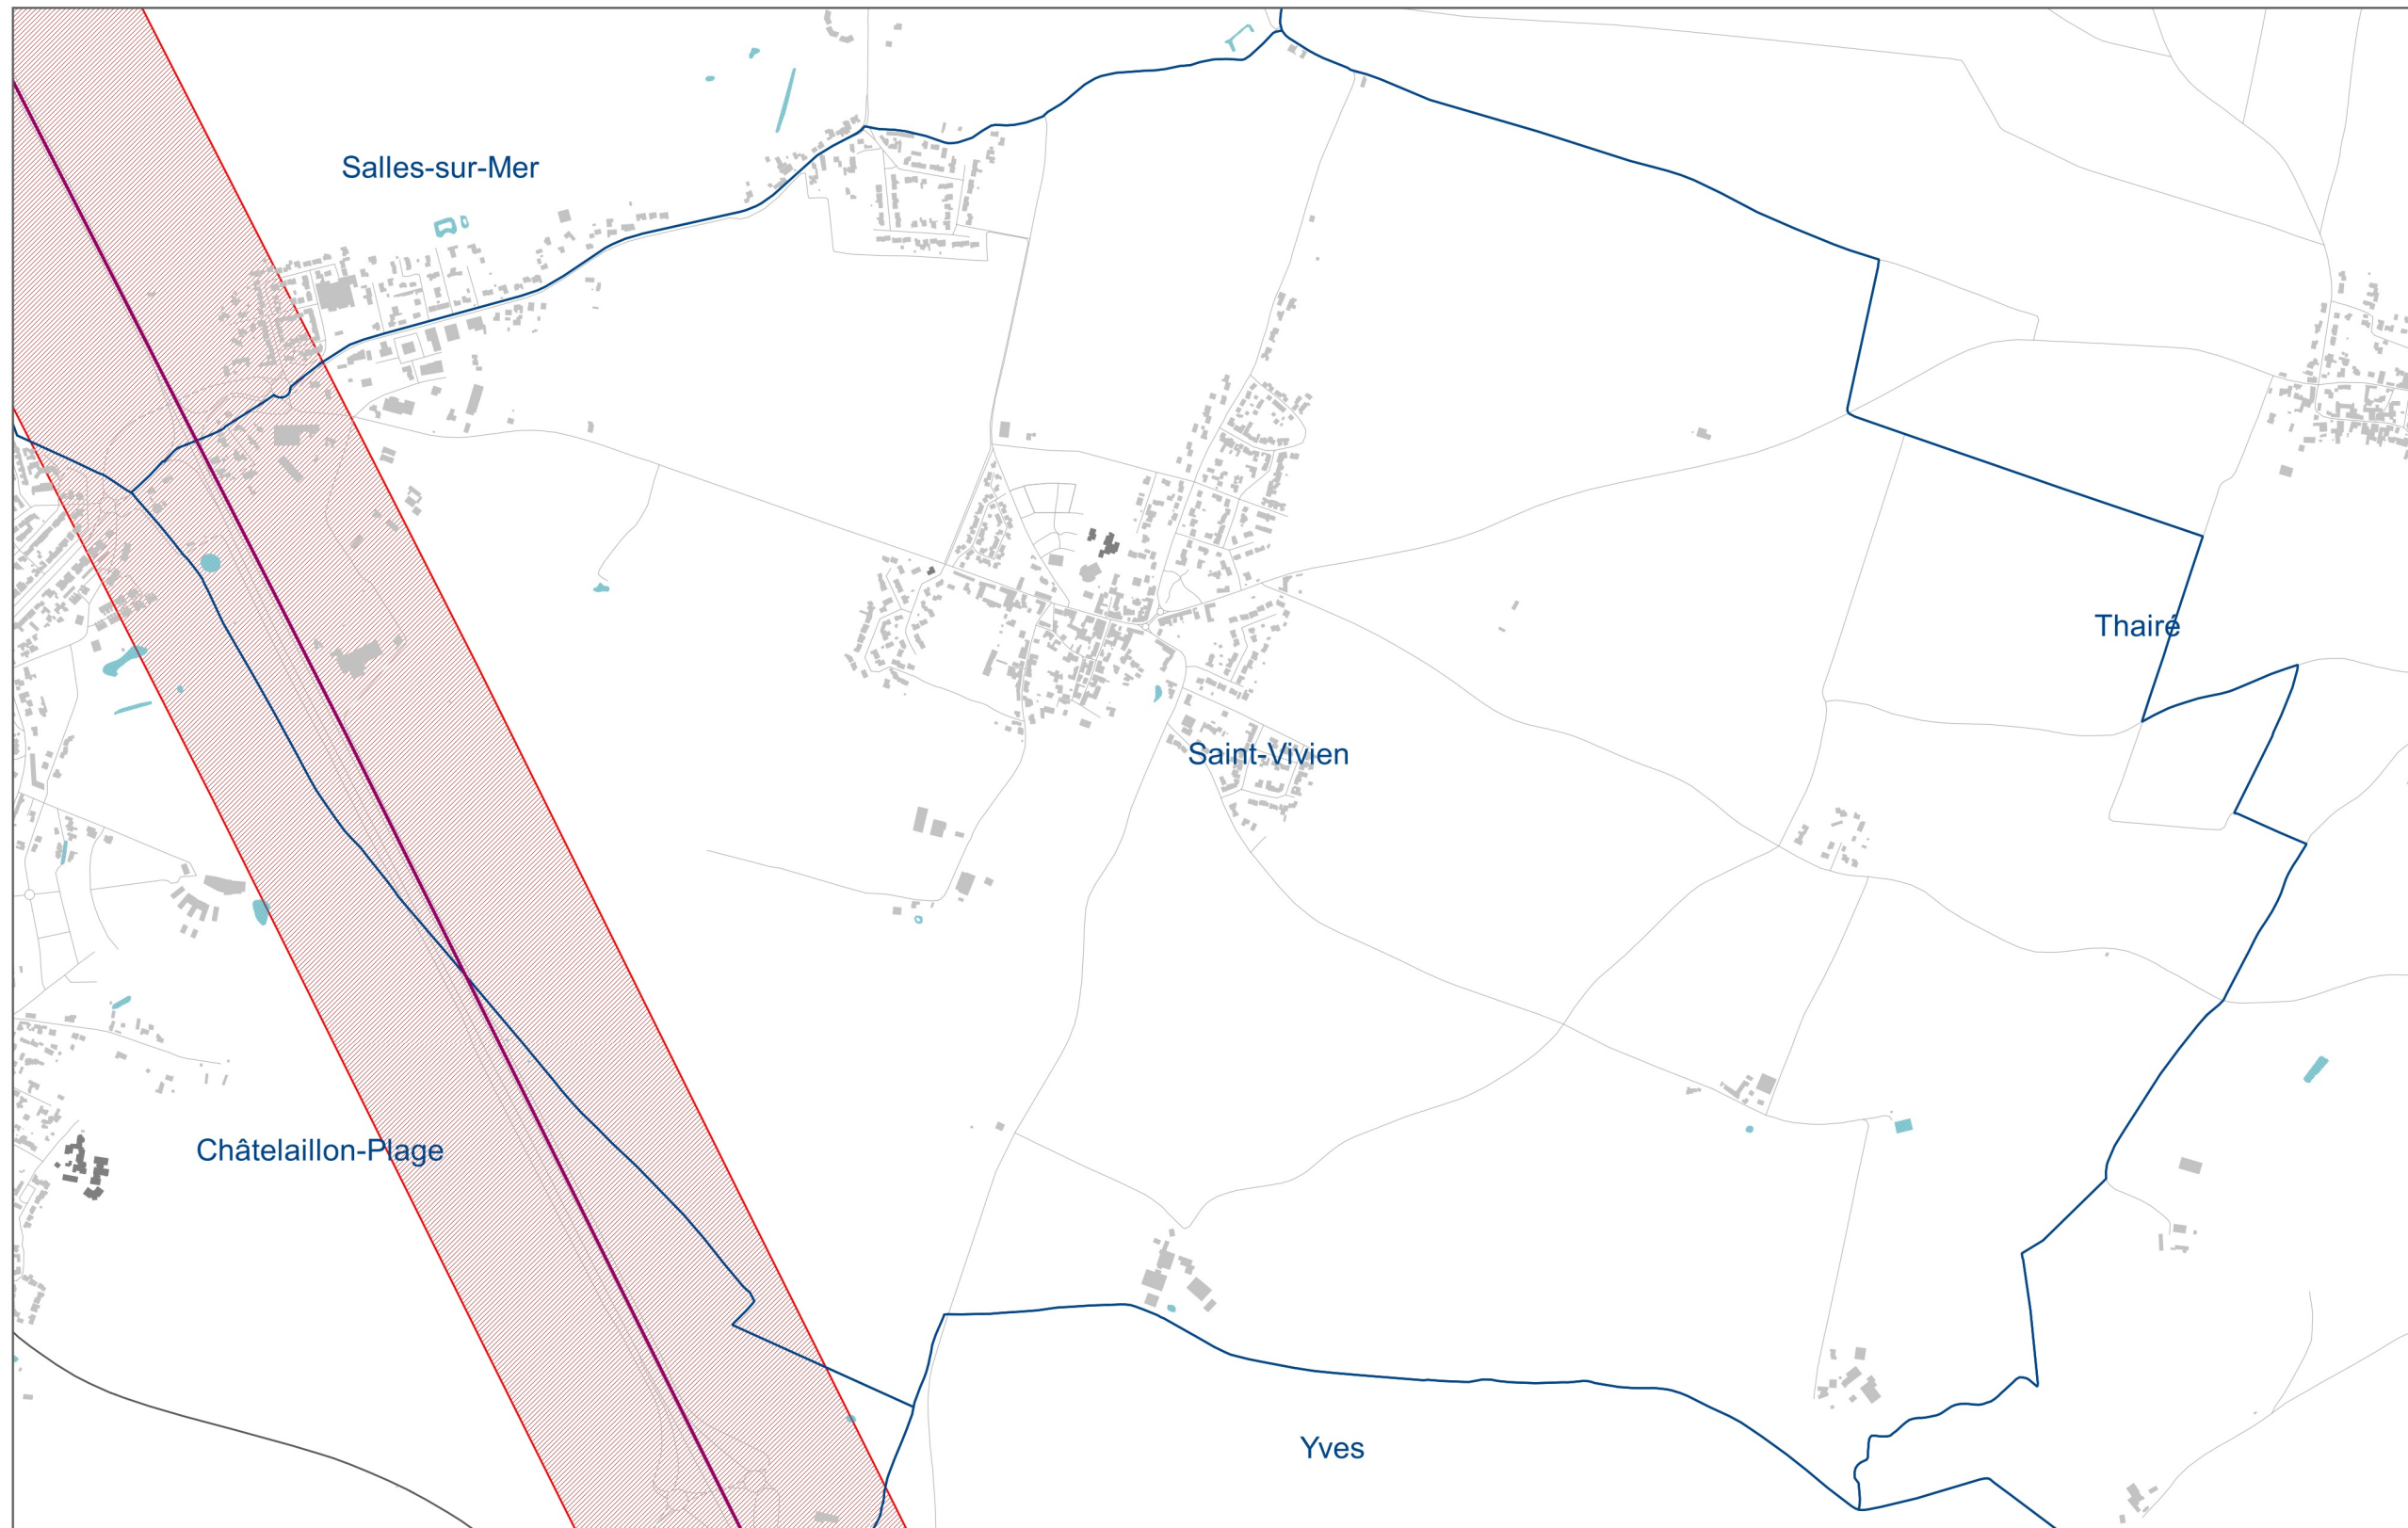 Salles-sur-Mer
Thairé
Saint-Vivien
Châtelaillon-Plage
Yves